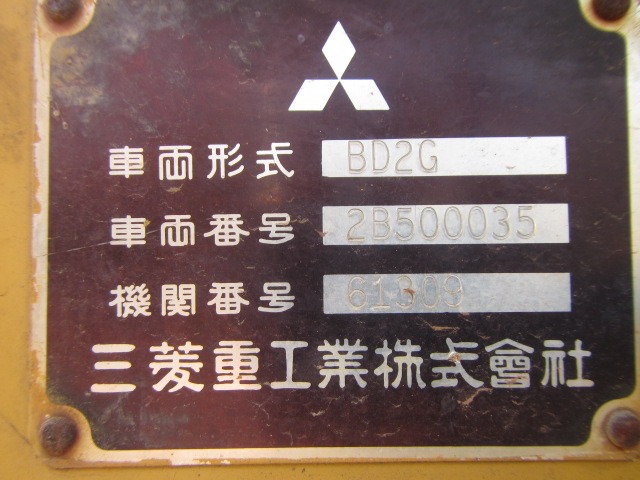 車両形式 BD2G
車両番号 2B500035
機関番号 61309
三菱重工業株式會社